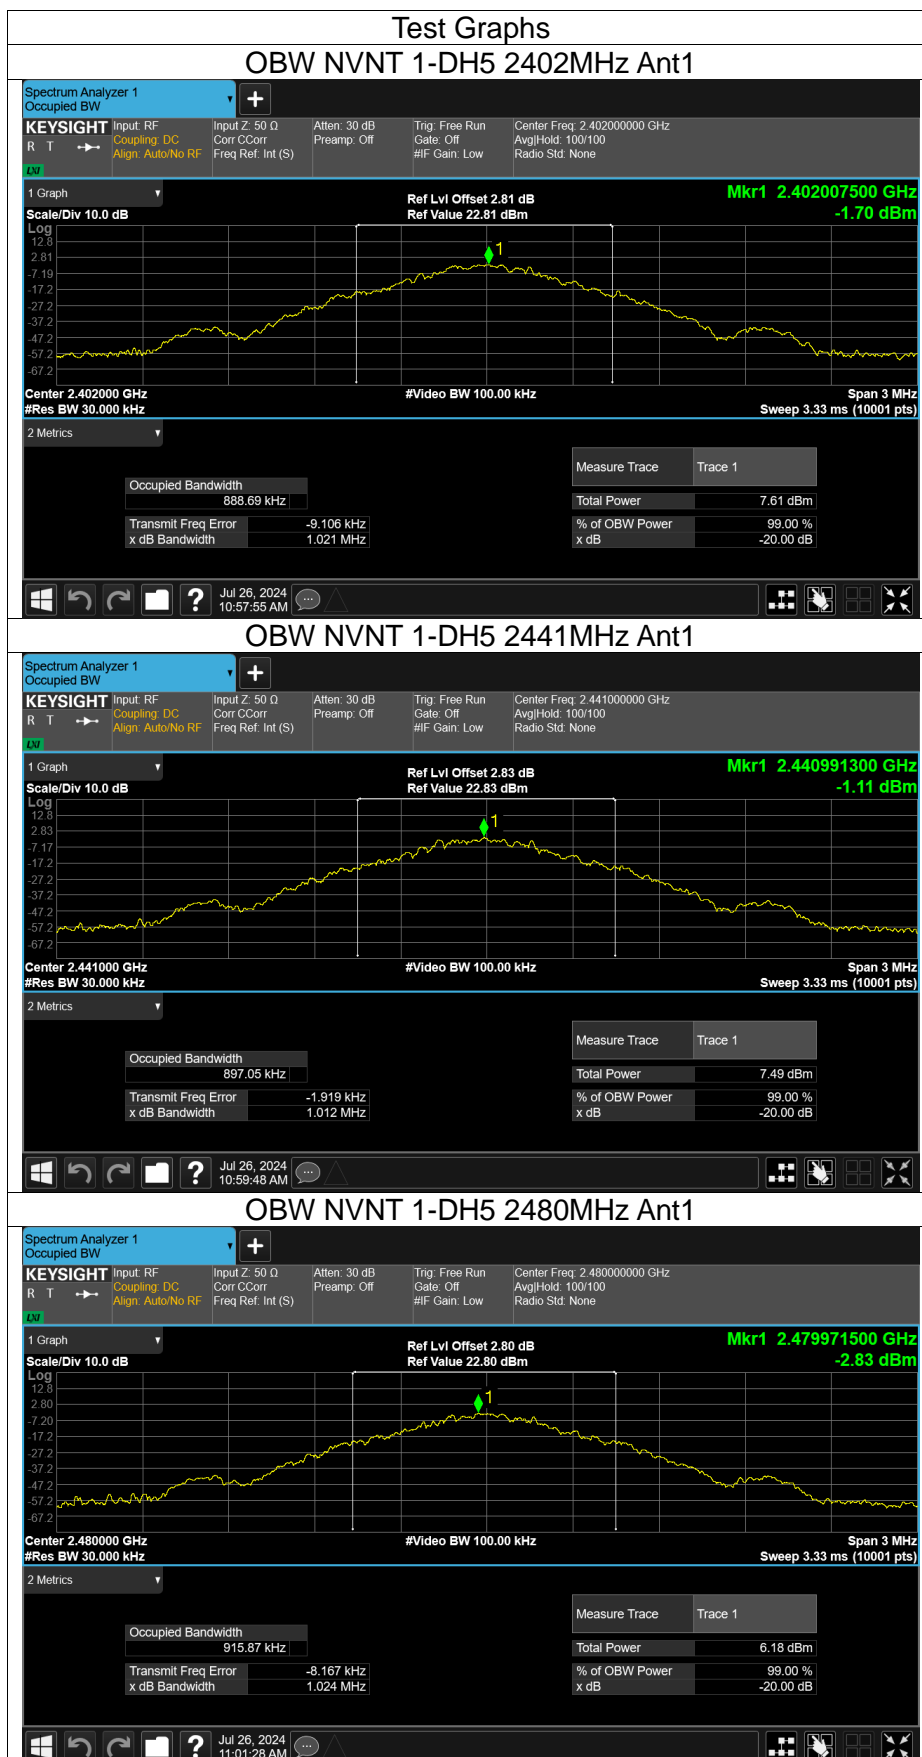 Test Graphs
OBW NVNT 1-DH5 2402MHz Ant1
Spectrum Analyzer 1
Occupied BW
KEYSIGHT Input: RF Input Z: 50 Ω Atten: 30 dB Trig: Free Run Center Freq: 2.402000000 GHz
R T Coupling: DC Corr CCorr Preamp: Off Gate: Off Avg|Hold: 100/100
Align: Auto/No RF Freq Ref: Int (S) #IF Gain: Low Radio Std: None
LXI
1 Graph Ref Lvl Offset 2.81 dB Mkr1 2.402007500 GHz
Scale/Div 10.0 dB Ref Value 22.81 dBm -1.70 dBm
Log
12.8
2.81
-7.19
-17.2
-27.2
-37.2
-47.2
-57.2
-67.2
1
Center 2.402000 GHz #Video BW 100.00 kHz Span 3 MHz
#Res BW 30.000 kHz Sweep 3.33 ms (10001 pts)
2 Metrics
Measure Trace Trace 1
Occupied Bandwidth
888.69 kHz Total Power 7.61 dBm
Transmit Freq Error -9.106 kHz % of OBW Power 99.00 %
x dB Bandwidth 1.021 MHz x dB -20.00 dB
? Jul 26, 2024
10:57:55 AM
OBW NVNT 1-DH5 2441MHz Ant1
Spectrum Analyzer 1
Occupied BW
KEYSIGHT Input: RF Input Z: 50 Ω Atten: 30 dB Trig: Free Run Center Freq: 2.441000000 GHz
R T Coupling: DC Corr CCorr Preamp: Off Gate: Off Avg|Hold: 100/100
Align: Auto/No RF Freq Ref: Int (S) #IF Gain: Low Radio Std: None
LXI
1 Graph Ref Lvl Offset 2.83 dB Mkr1 2.440991300 GHz
Scale/Div 10.0 dB Ref Value 22.83 dBm -1.11 dBm
Log
12.8
2.83
-7.17
-17.2
-27.2
-37.2
-47.2
-57.2
-67.2
1
Center 2.441000 GHz #Video BW 100.00 kHz Span 3 MHz
#Res BW 30.000 kHz Sweep 3.33 ms (10001 pts)
2 Metrics
Measure Trace Trace 1
Occupied Bandwidth
897.05 kHz Total Power 7.49 dBm
Transmit Freq Error -1.919 kHz % of OBW Power 99.00 %
x dB Bandwidth 1.012 MHz x dB -20.00 dB
? Jul 26, 2024
10:59:48 AM
OBW NVNT 1-DH5 2480MHz Ant1
Spectrum Analyzer 1
Occupied BW
KEYSIGHT Input: RF Input Z: 50 Ω Atten: 30 dB Trig: Free Run Center Freq: 2.480000000 GHz
R T Coupling: DC Corr CCorr Preamp: Off Gate: Off Avg|Hold: 100/100
Align: Auto/No RF Freq Ref: Int (S) #IF Gain: Low Radio Std: None
LXI
1 Graph Ref Lvl Offset 2.80 dB Mkr1 2.479971500 GHz
Scale/Div 10.0 dB Ref Value 22.80 dBm -2.83 dBm
Log
12.8
2.80
-7.20
-17.2
-27.2
-37.2
-47.2
-57.2
-67.2
1
Center 2.480000 GHz #Video BW 100.00 kHz Span 3 MHz
#Res BW 30.000 kHz Sweep 3.33 ms (10001 pts)
2 Metrics
Measure Trace Trace 1
Occupied Bandwidth
915.87 kHz Total Power 6.18 dBm
Transmit Freq Error -8.167 kHz % of OBW Power 99.00 %
x dB Bandwidth 1.024 MHz x dB -20.00 dB
? Jul 26, 2024
11:01:28 AM